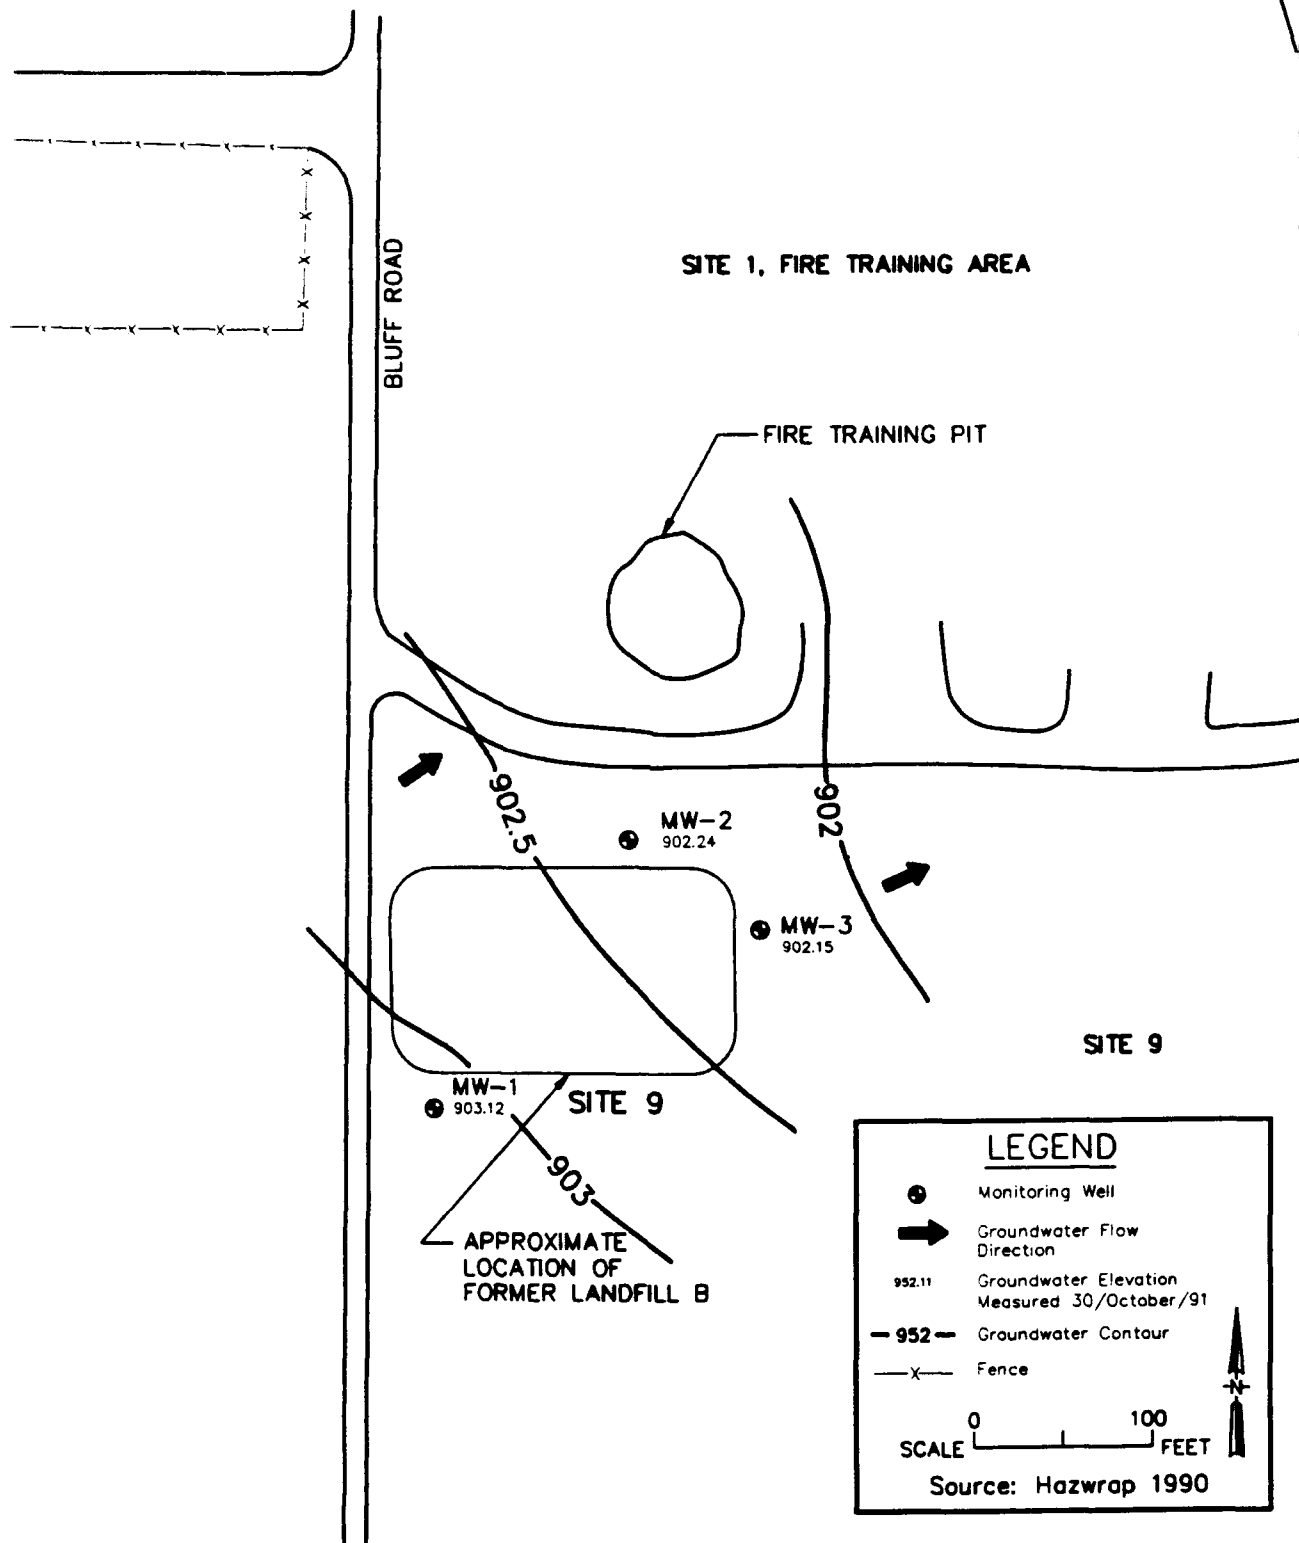 SITE 1, FIRE TRAINING AREA
BLUFF ROAD
FIRE TRAINING PIT
902.5
902
MW-2
902.24
MW-3
902.15
SITE 9
MW-1
903.12
SITE 9
903
APPROXIMATE
LOCATION OF
FORMER LANDFILL B
LEGEND
Monitoring Well
Groundwater Flow
Direction
952.11
Groundwater Elevation
Measured 30/October/91
952
Groundwater Contour
X
Fence
N
0 100
SCALE FEET
Source: Hazwrap 1990